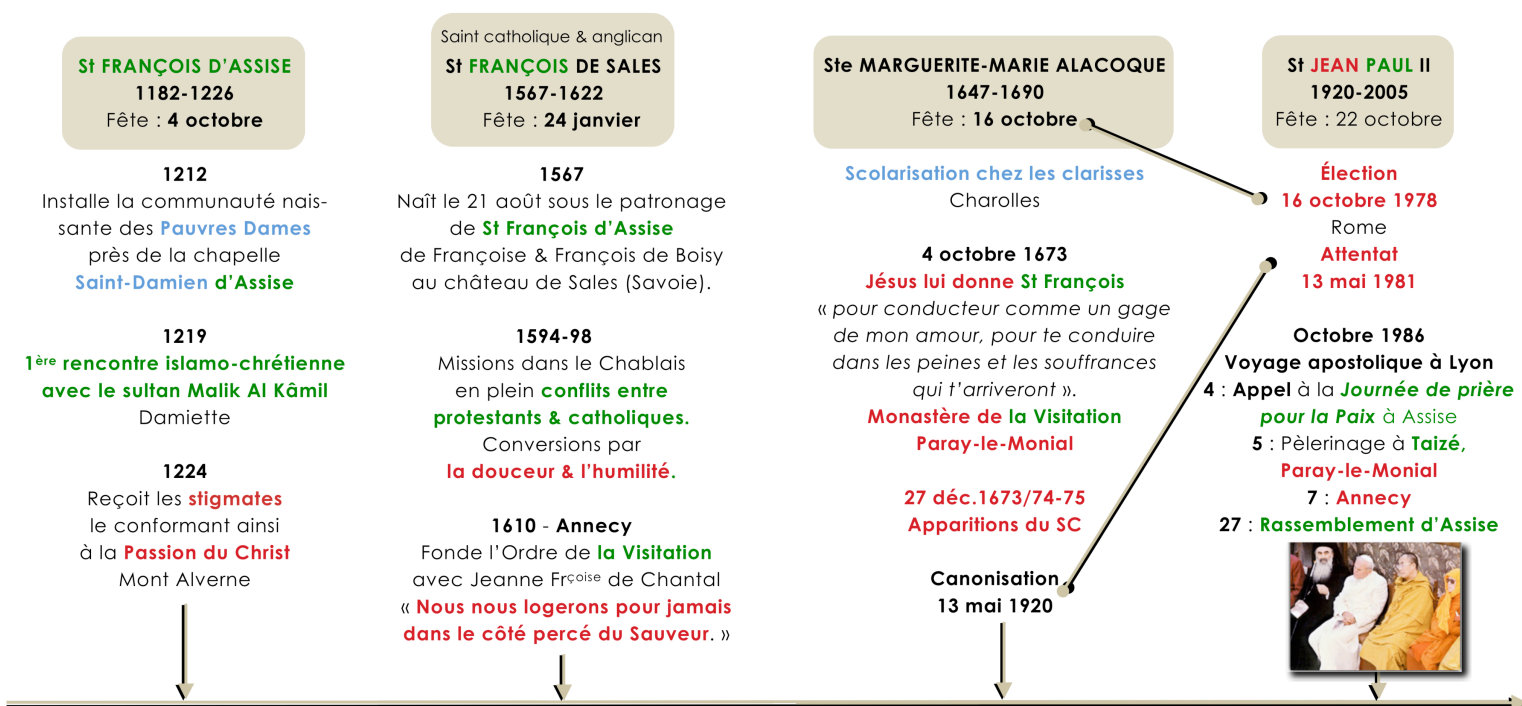 St FRANÇOIS D’ASSISE
1182-1226
Fête : 4 octobre
1212
Installe la communauté nais-
sante des Pauvres Dames
près de la chapelle
Saint-Damien d’Assise
1219
1ère rencontre islamo-chrétienne
avec le sultan Malik Al Kâmil
Damiette
1224
Reçoit les stigmates
le conformant ainsi
à la Passion du Christ
Mont Alverne
Saint catholique & anglican
St FRANÇOIS DE SALES
1567-1622
Fête : 24 janvier
1567
Naît le 21 août sous le patronage
de St François d’Assise
de Françoise & François de Boisy
au château de Sales (Savoie).
1594-98
Missions dans le Chablais
en plein conflits entre
protestants & catholiques.
Conversions par
la douceur & l’humilité.
1610 - Annecy
Fonde l’Ordre de la Visitation
avec Jeanne Frçoise de Chantal
« Nous nous logerons pour jamais
dans le côté percé du Sauveur. »
Ste MARGUERITE-MARIE ALACOQUE
1647-1690
Fête : 16 octobre
Scolarisation chez les clarisses
Charolles
4 octobre 1673
Jésus lui donne St François
« pour conducteur comme un gage
de mon amour, pour te conduire
dans les peines et les souffrances
qui t’arriveront ».
Monastère de la Visitation
Paray-le-Monial
27 déc.1673/74-75
Apparitions du SC
Canonisation
13 mai 1920
St JEAN PAUL II
1920-2005
Fête : 22 octobre
Élection
16 octobre 1978
Rome
Attentat
13 mai 1981
Octobre 1986
Voyage apostolique à Lyon
4 : Appel à la Journée de prière
pour la Paix à Assise
5 : Pèlerinage à Taizé,
Paray-le-Monial
7 : Annecy
27 : Rassemblement d’Assise